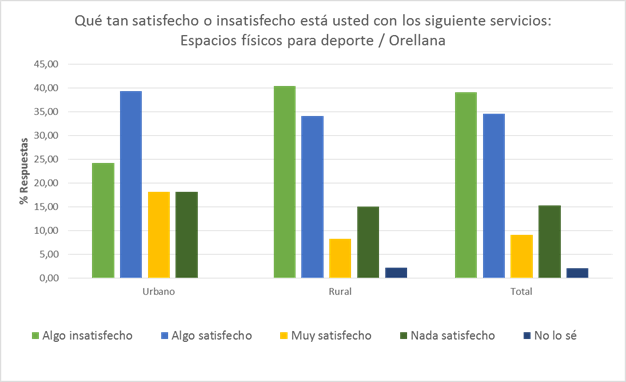 Qué tan satisfecho o insatisfecho está usted con los siguiente servicios:
Espacios físicos para deporte / Orellana
45,00
40,00
35,00
30,00
25,00
20,00
15,00
10,00
5,00
0,00
% Respuestas
Urbano Rural Total
Algo insatisfecho Algo satisfecho Muy satisfecho Nada satisfecho No lo sé